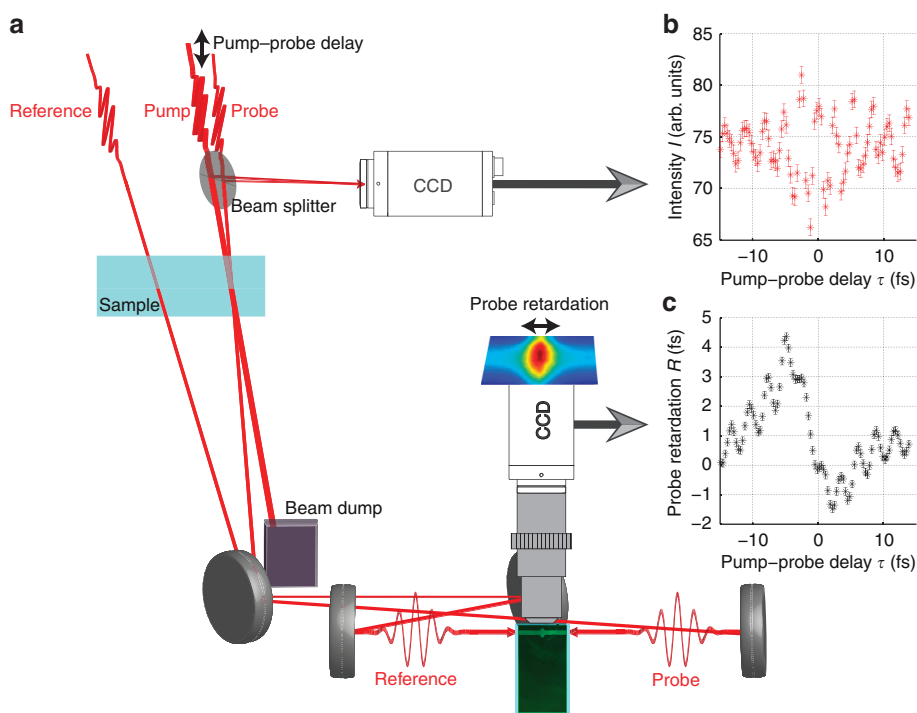 a
Pump–probe delay
Reference
Pump
Probe
CCD
Beam splitter
Sample
Probe retardation
CCD
Beam dump
Reference
Probe
b
85
80
75
70
65
Intensity I (arb. units)
−10
0
10
Pump–probe delay τ (fs)
c
5
4
3
2
1
0
−1
−2
Probe retardation R (fs)
−10
0
10
Pump–probe delay τ (fs)